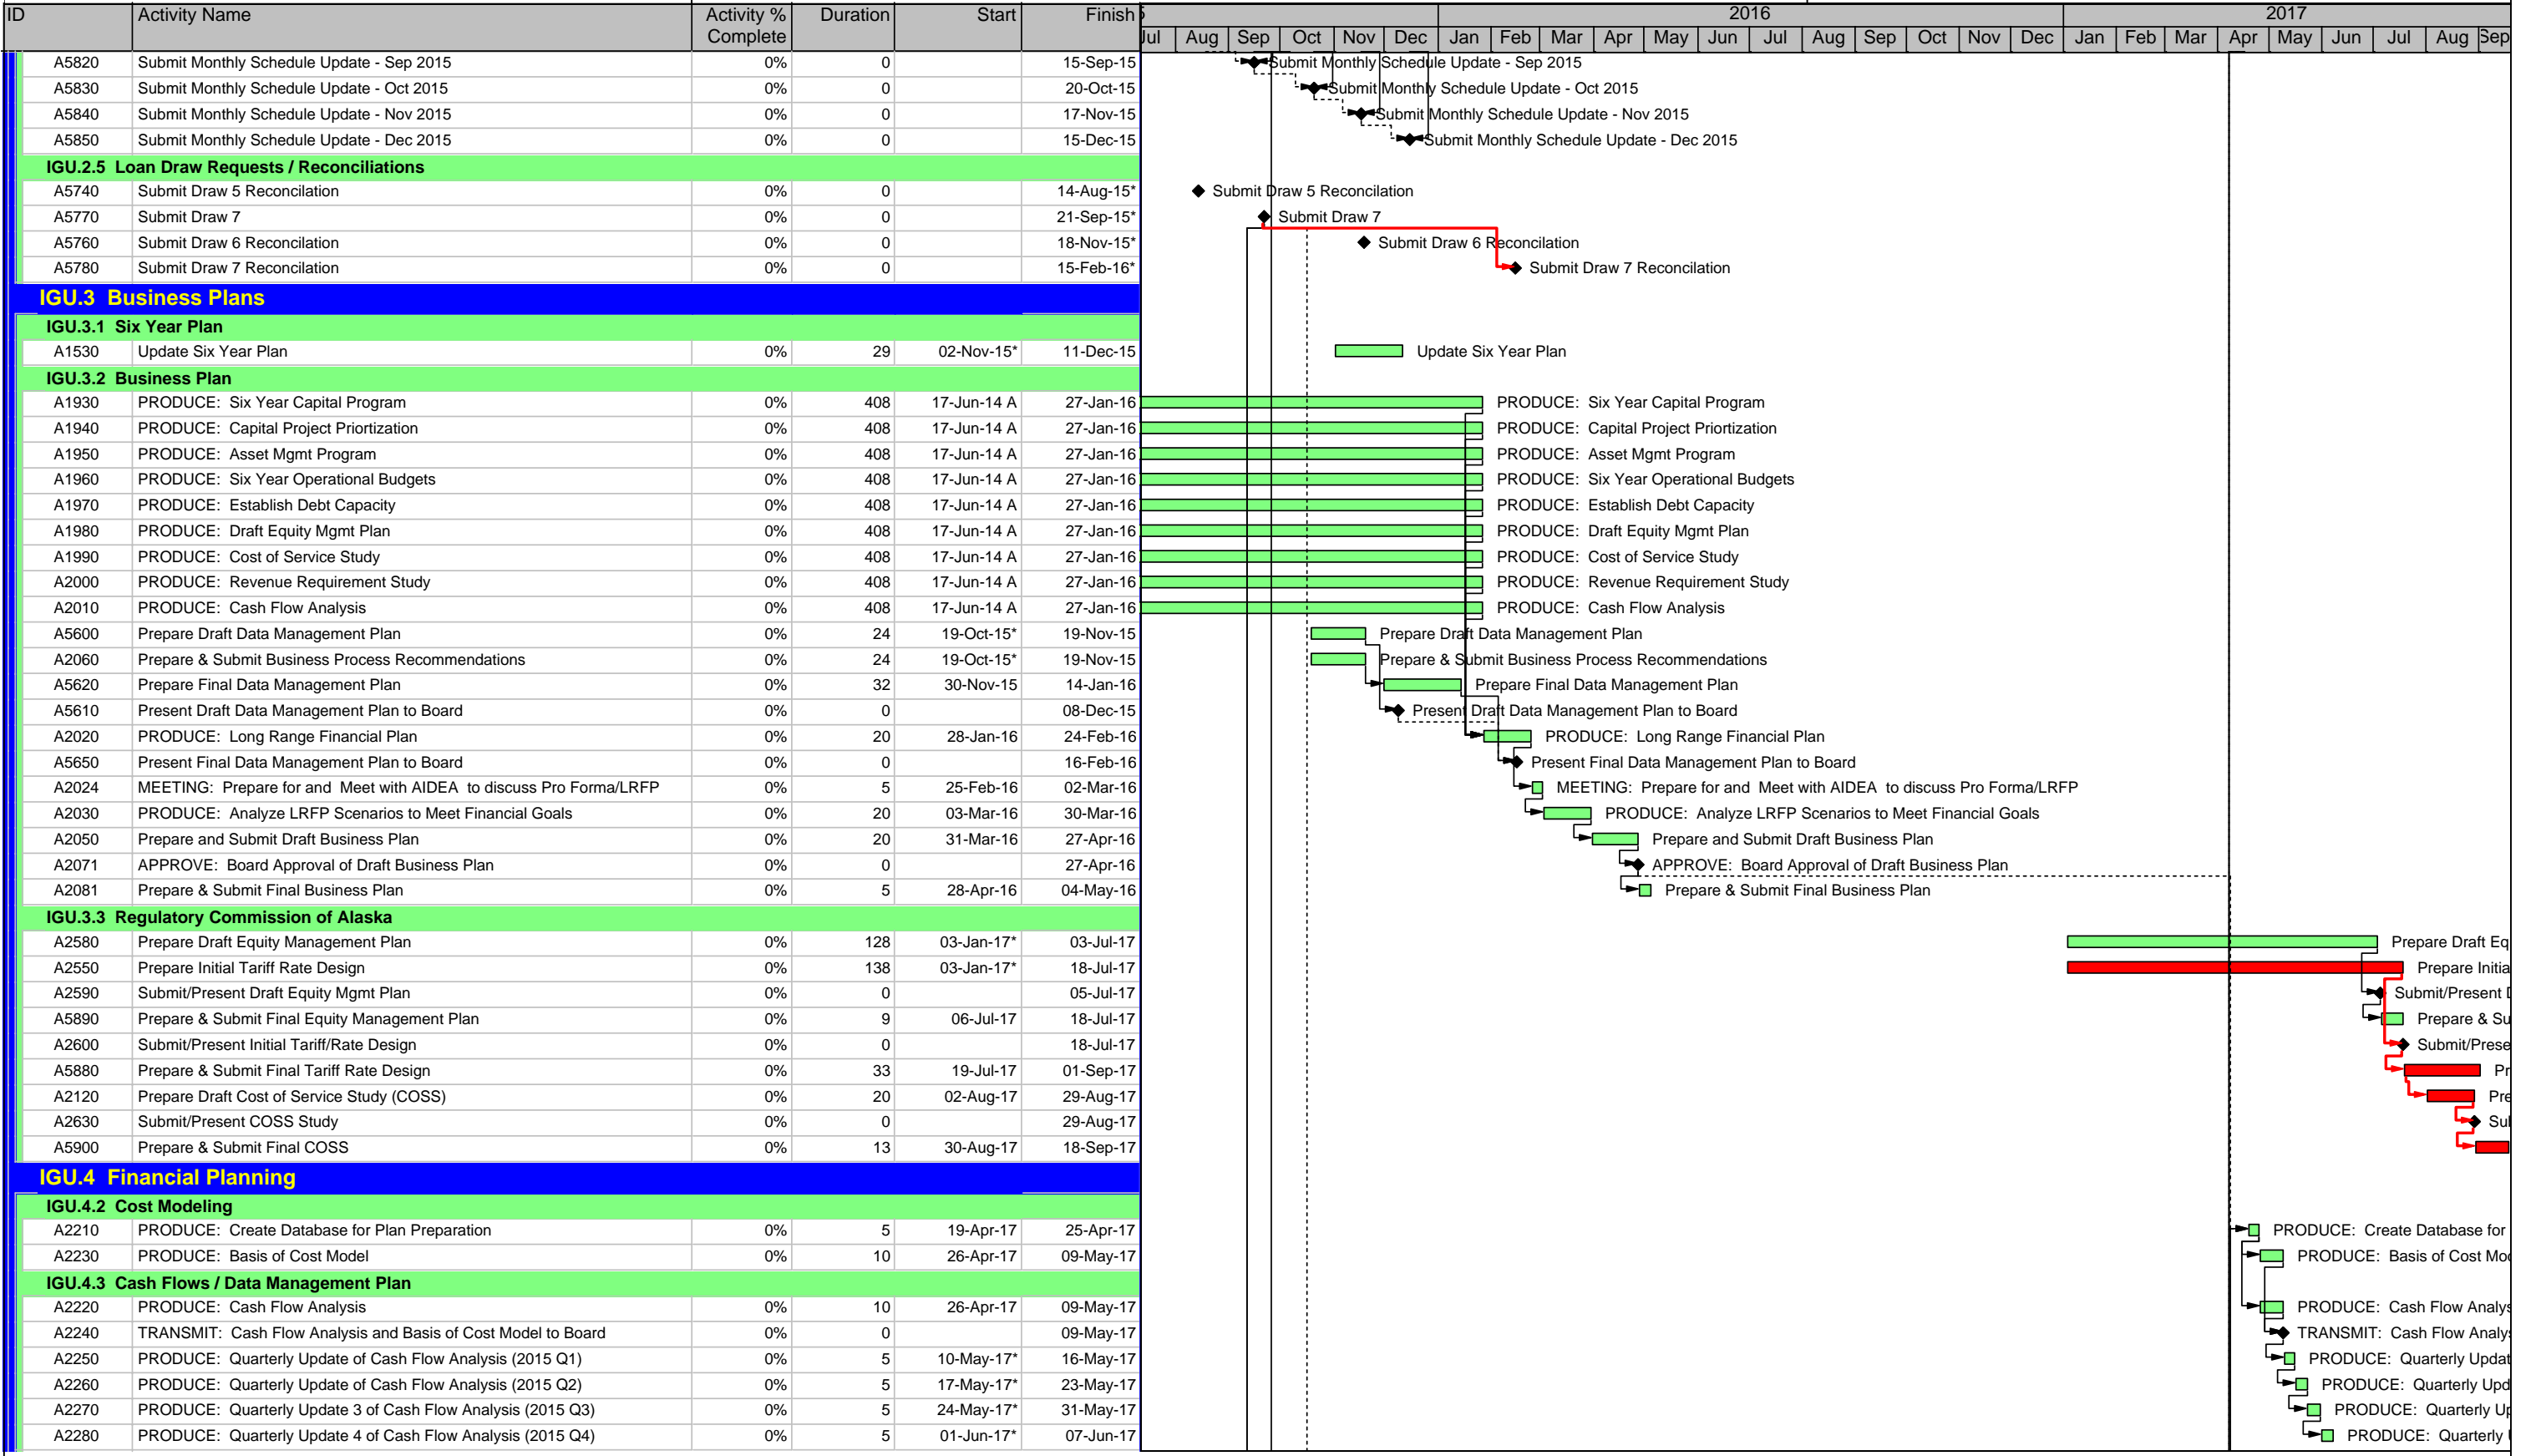 ID Activity Name Activity % Complete Duration Start Finish 5 2016 2017
Jul Aug Sep Oct Nov Dec Jan Feb Mar Apr May Jun Jul Aug Sep Oct Nov Dec Jan Feb Mar Apr May Jun Jul Aug Sep
A5820 Submit Monthly Schedule Update - Sep 2015 0% 0 15-Sep-15 Submit Monthly Schedule Update - Sep 2015
A5830 Submit Monthly Schedule Update - Oct 2015 0% 0 20-Oct-15 Submit Monthly Schedule Update - Oct 2015
A5840 Submit Monthly Schedule Update - Nov 2015 0% 0 17-Nov-15 Submit Monthly Schedule Update - Nov 2015
A5850 Submit Monthly Schedule Update - Dec 2015 0% 0 15-Dec-15 Submit Monthly Schedule Update - Dec 2015
IGU.2.5 Loan Draw Requests / Reconciliations
A5740 Submit Draw 5 Reconcilation 0% 0 14-Aug-15* Submit Draw 5 Reconcilation
A5770 Submit Draw 7 0% 0 21-Sep-15* Submit Draw 7
A5760 Submit Draw 6 Reconcilation 0% 0 18-Nov-15* Submit Draw 6 Reconcilation
A5780 Submit Draw 7 Reconcilation 0% 0 15-Feb-16* Submit Draw 7 Reconcilation
IGU.3 Business Plans
IGU.3.1 Six Year Plan
A1530 Update Six Year Plan 0% 29 02-Nov-15* 11-Dec-15 Update Six Year Plan
IGU.3.2 Business Plan
A1930 PRODUCE: Six Year Capital Program 0% 408 17-Jun-14 A 27-Jan-16 PRODUCE: Six Year Capital Program
A1940 PRODUCE: Capital Project Priortization 0% 408 17-Jun-14 A 27-Jan-16 PRODUCE: Capital Project Priortization
A1950 PRODUCE: Asset Mgmt Program 0% 408 17-Jun-14 A 27-Jan-16 PRODUCE: Asset Mgmt Program
A1960 PRODUCE: Six Year Operational Budgets 0% 408 17-Jun-14 A 27-Jan-16 PRODUCE: Six Year Operational Budgets
A1970 PRODUCE: Establish Debt Capacity 0% 408 17-Jun-14 A 27-Jan-16 PRODUCE: Establish Debt Capacity
A1980 PRODUCE: Draft Equity Mgmt Plan 0% 408 17-Jun-14 A 27-Jan-16 PRODUCE: Draft Equity Mgmt Plan
A1990 PRODUCE: Cost of Service Study 0% 408 17-Jun-14 A 27-Jan-16 PRODUCE: Cost of Service Study
A2000 PRODUCE: Revenue Requirement Study 0% 408 17-Jun-14 A 27-Jan-16 PRODUCE: Revenue Requirement Study
A2010 PRODUCE: Cash Flow Analysis 0% 408 17-Jun-14 A 27-Jan-16 PRODUCE: Cash Flow Analysis
A5600 Prepare Draft Data Management Plan 0% 24 19-Oct-15* 19-Nov-15 Prepare Draft Data Management Plan
A2060 Prepare & Submit Business Process Recommendations 0% 24 19-Oct-15* 19-Nov-15 Prepare & Submit Business Process Recommendations
A5620 Prepare Final Data Management Plan 0% 32 30-Nov-15 14-Jan-16 Prepare Final Data Management Plan
A5610 Present Draft Data Management Plan to Board 0% 0 08-Dec-15 Present Draft Data Management Plan to Board
A2020 PRODUCE: Long Range Financial Plan 0% 20 28-Jan-16 24-Feb-16 PRODUCE: Long Range Financial Plan
A5650 Present Final Data Management Plan to Board 0% 0 16-Feb-16 Present Final Data Management Plan to Board
A2024 MEETING: Prepare for and Meet with AIDEA to discuss Pro Forma/LRFP 0% 5 25-Feb-16 02-Mar-16 MEETING: Prepare for and Meet with AIDEA to discuss Pro Forma/LRFP
A2030 PRODUCE: Analyze LRFP Scenarios to Meet Financial Goals 0% 20 03-Mar-16 30-Mar-16 PRODUCE: Analyze LRFP Scenarios to Meet Financial Goals
A2050 Prepare and Submit Draft Business Plan 0% 20 31-Mar-16 27-Apr-16 Prepare and Submit Draft Business Plan
A2071 APPROVE: Board Approval of Draft Business Plan 0% 0 27-Apr-16 APPROVE: Board Approval of Draft Business Plan
A2081 Prepare & Submit Final Business Plan 0% 5 28-Apr-16 04-May-16 Prepare & Submit Final Business Plan
IGU.3.3 Regulatory Commission of Alaska
A2580 Prepare Draft Equity Management Plan 0% 128 03-Jan-17* 03-Jul-17 Prepare Draft Eq
A2550 Prepare Initial Tariff Rate Design 0% 138 03-Jan-17* 18-Jul-17 Prepare Initia
A2590 Submit/Present Draft Equity Mgmt Plan 0% 0 05-Jul-17 Submit/Present
A5890 Prepare & Submit Final Equity Management Plan 0% 9 06-Jul-17 18-Jul-17 Prepare & Su
A2600 Submit/Present Initial Tariff/Rate Design 0% 0 18-Jul-17 Submit/Prese
A5880 Prepare & Submit Final Tariff Rate Design 0% 33 19-Jul-17 01-Sep-17 Pr
A2120 Prepare Draft Cost of Service Study (COSS) 0% 20 02-Aug-17 29-Aug-17 Pre
A2630 Submit/Present COSS Study 0% 0 29-Aug-17 Sul
A5900 Prepare & Submit Final COSS 0% 13 30-Aug-17 18-Sep-17
IGU.4 Financial Planning
IGU.4.2 Cost Modeling
A2210 PRODUCE: Create Database for Plan Preparation 0% 5 19-Apr-17 25-Apr-17 PRODUCE: Create Database for
A2230 PRODUCE: Basis of Cost Model 0% 10 26-Apr-17 09-May-17 PRODUCE: Basis of Cost Mo
IGU.4.3 Cash Flows / Data Management Plan
A2220 PRODUCE: Cash Flow Analysis 0% 10 26-Apr-17 09-May-17 PRODUCE: Cash Flow Analys
A2240 TRANSMIT: Cash Flow Analysis and Basis of Cost Model to Board 0% 0 09-May-17 TRANSMIT: Cash Flow Analy
A2250 PRODUCE: Quarterly Update of Cash Flow Analysis (2015 Q1) 0% 5 10-May-17* 16-May-17 PRODUCE: Quarterly Updat
A2260 PRODUCE: Quarterly Update of Cash Flow Analysis (2015 Q2) 0% 5 17-May-17* 23-May-17 PRODUCE: Quarterly Upd
A2270 PRODUCE: Quarterly Update 3 of Cash Flow Analysis (2015 Q3) 0% 5 24-May-17* 31-May-17 PRODUCE: Quarterly Up
A2280 PRODUCE: Quarterly Update 4 of Cash Flow Analysis (2015 Q4) 0% 5 01-Jun-17* 07-Jun-17 PRODUCE: Quarterly